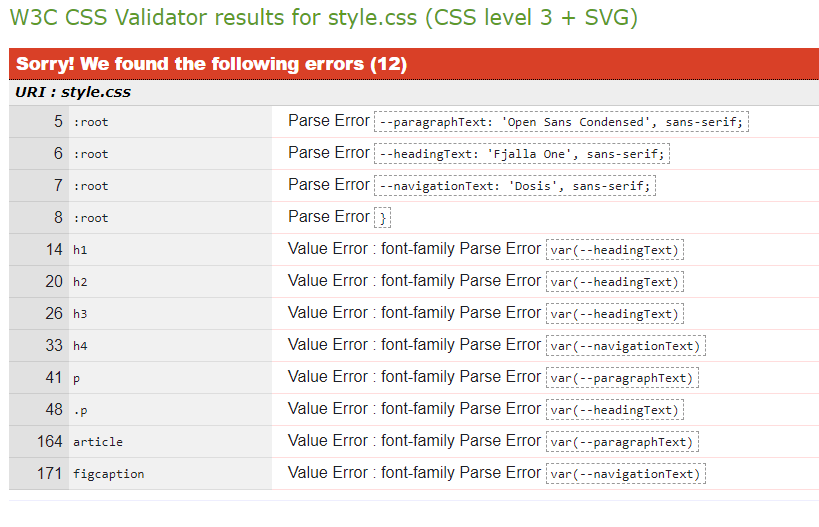 W3C CSS Validator results for style.css (CSS level 3 + SVG)
Sorry! We found the following errors (12)
URI : style.css
5 :root Parse Error --paragraphText: 'Open Sans Condensed', sans-serif;
6 :root Parse Error --headingText: 'Fjalla One', sans-serif;
7 :root Parse Error --navigationText: 'Dosis', sans-serif;
8 :root Parse Error }
14 h1 Value Error : font-family Parse Error var(--headingText)
20 h2 Value Error : font-family Parse Error var(--headingText)
26 h3 Value Error : font-family Parse Error var(--headingText)
33 h4 Value Error : font-family Parse Error var(--navigationText)
41 p Value Error : font-family Parse Error var(--paragraphText)
48 .p Value Error : font-family Parse Error var(--headingText)
164 article Value Error : font-family Parse Error var(--paragraphText)
171 figcaption Value Error : font-family Parse Error var(--navigationText)